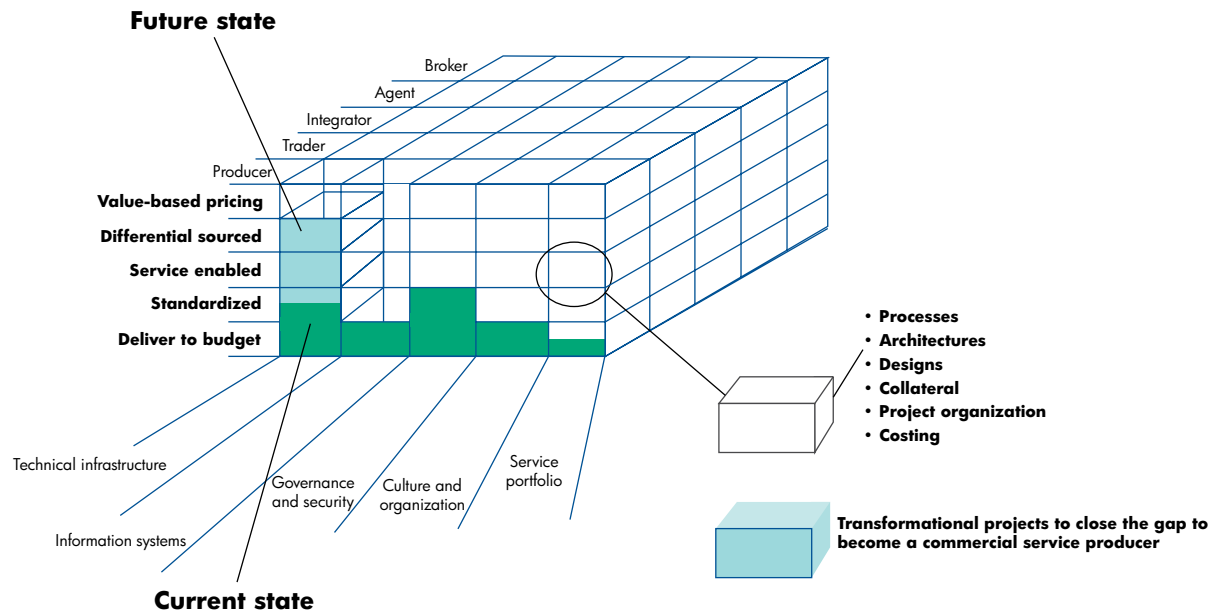 Future state
Broker
Agent
Integrator
Trader
Producer
Value-based pricing
Differential sourced
Service enabled
Standardized
Deliver to budget
• Processes
• Architectures
• Designs
• Collateral
• Project organization
• Costing
Technical infrastructure
Information systems
Governance
and security
Culture and
organization
Service
portfolio
Transformational projects to close the gap to
become a commercial service producer
Current state